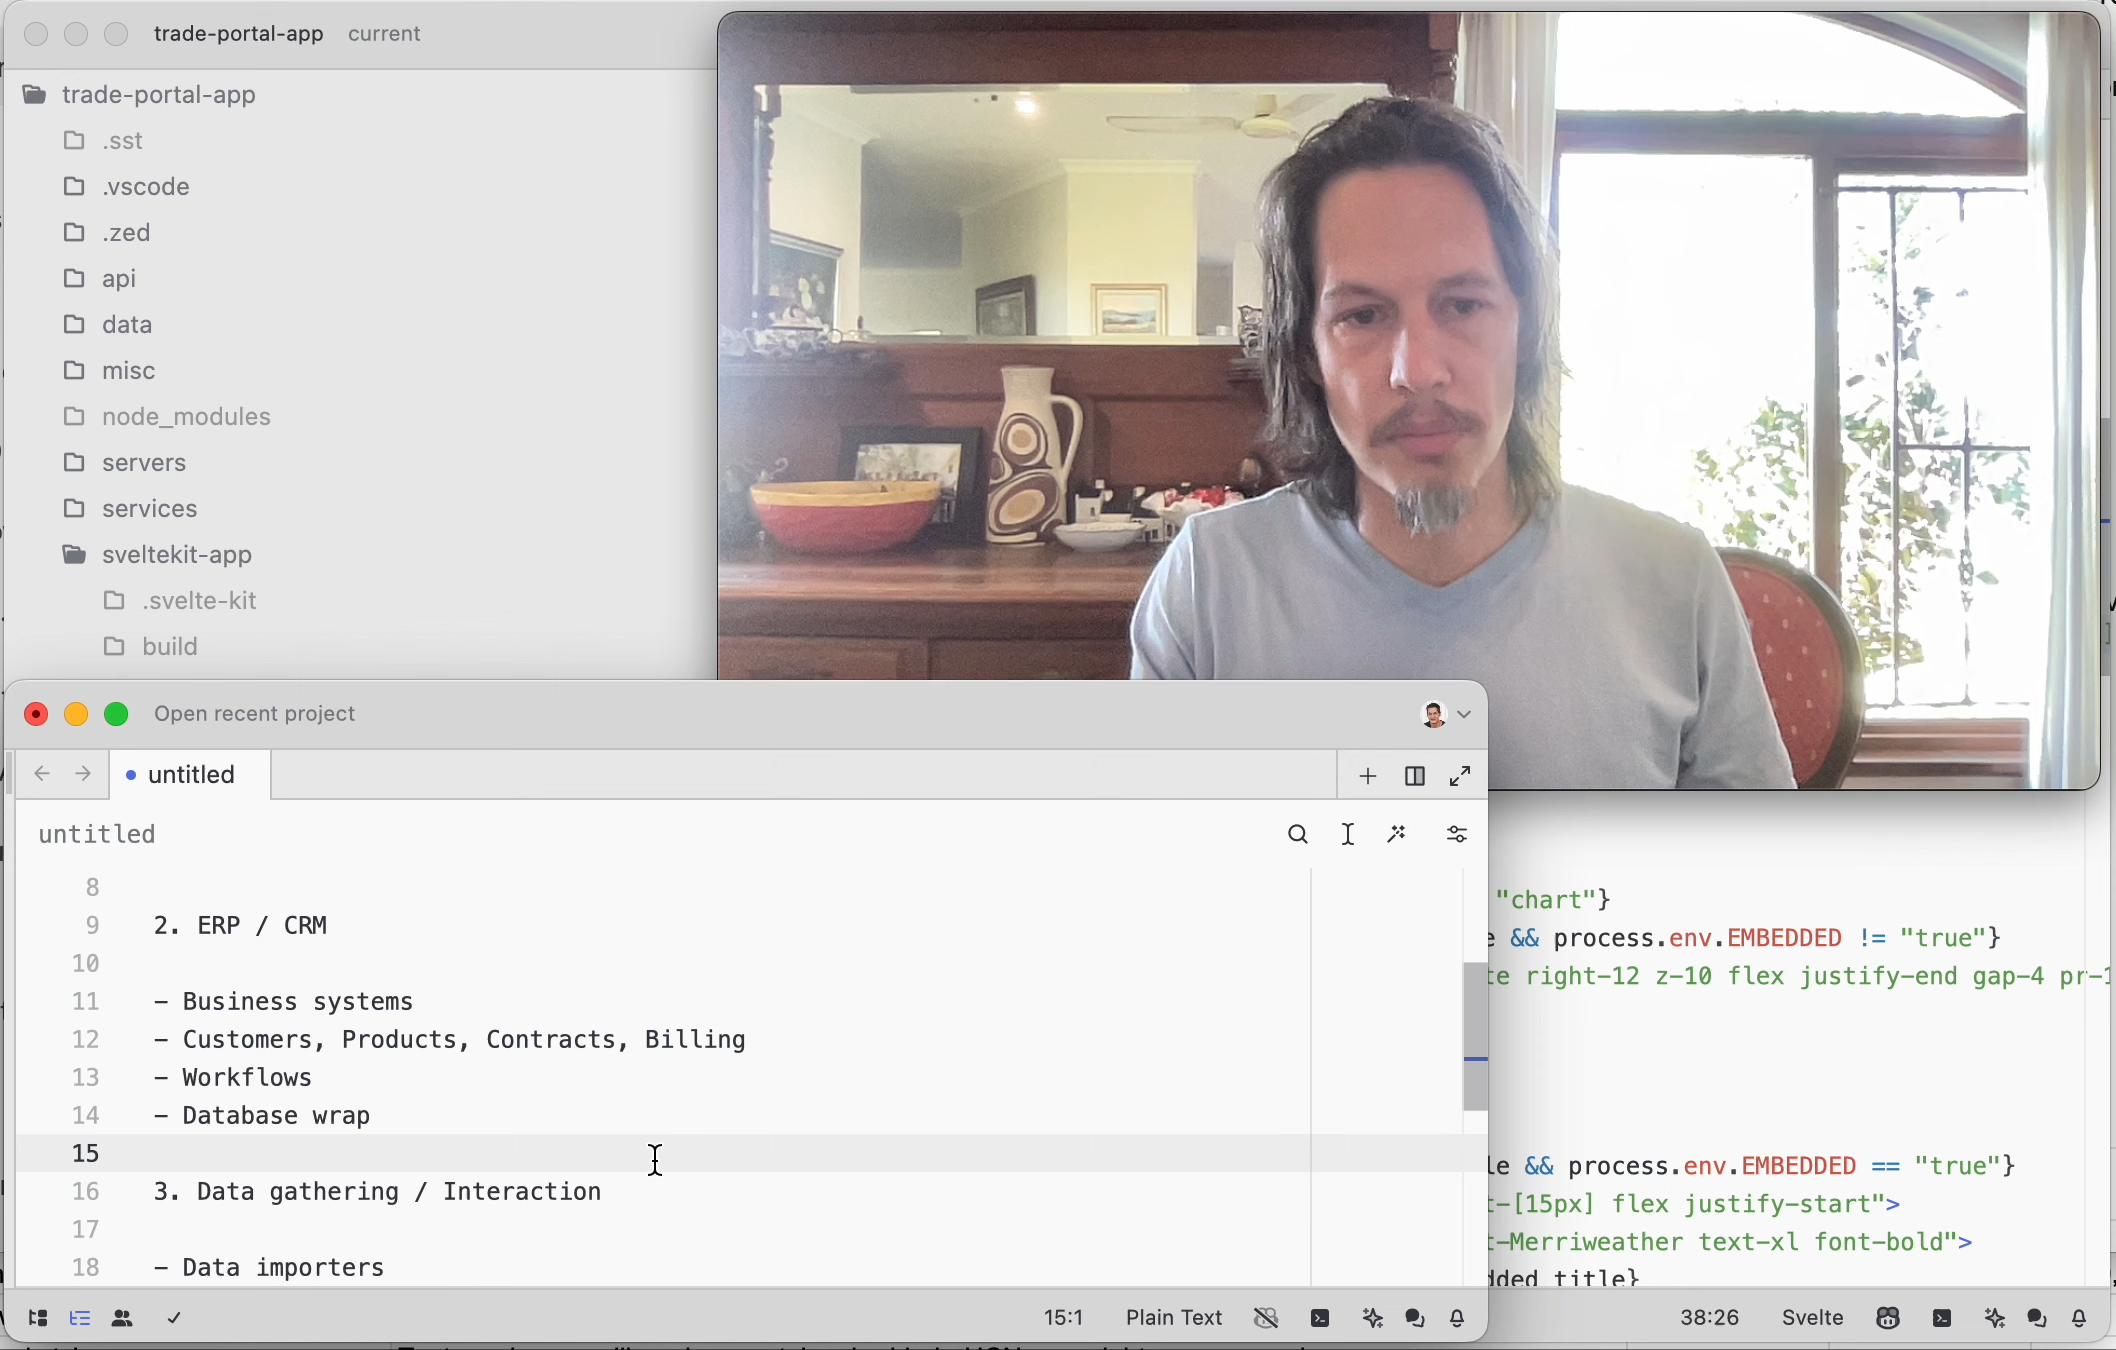 trade-portal-app current
trade-portal-app
.sst
.vscode
.zed
api
data
misc
node_modules
servers
services
sveltekit-app
.svelte-kit
build
Open recent project
untitled
untitled
8
9 2. ERP / CRM
10
11 - Business systems
12 - Customers, Products, Contracts, Billing
13 - Workflows
14 - Database wrap
15
16 3. Data gathering / Interaction
17
18 - Data importers
15:1 Plain Text
"chart"}
e && process.env.EMBEDDED != "true"}
te right-12 z-10 flex justify-end gap-4 pr-1
le && process.env.EMBEDDED == "true"}
t-[15px] flex justify-start">
t-Merriweather text-xl font-bold">
dded title}
38:26 Svelte